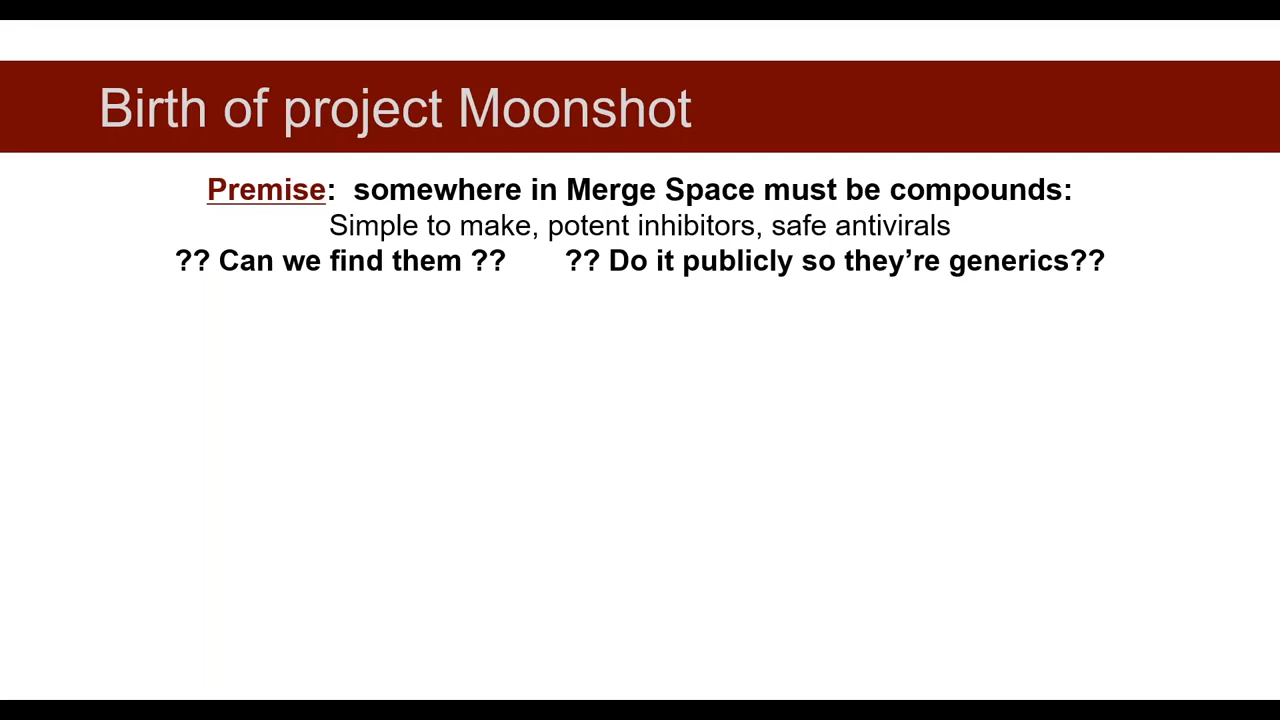 Birth of project Moonshot
Premise: somewhere in Merge Space must be compounds:
Simple to make, potent inhibitors, safe antivirals
?? Can we find them ?? ?? Do it publicly so they’re generics??